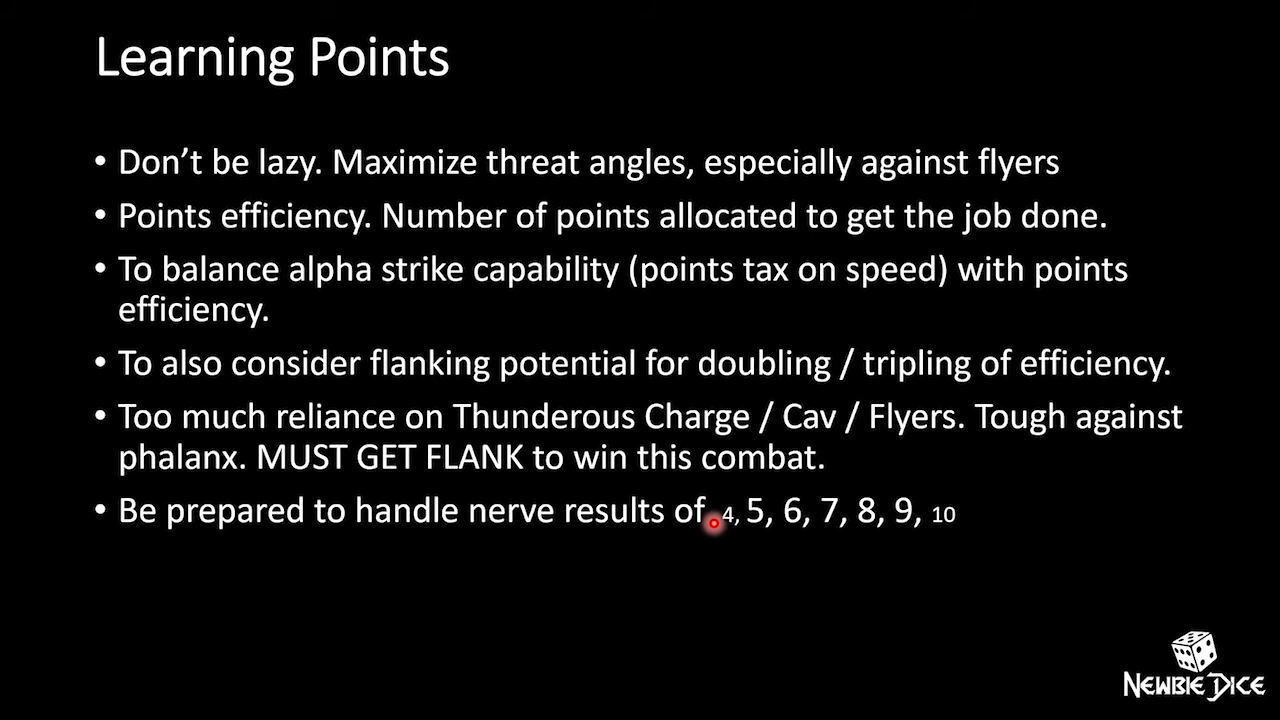 Learning Points
• Don’t be lazy. Maximize threat angles, especially against flyers
• Points efficiency. Number of points allocated to get the job done.
• To balance alpha strike capability (points tax on speed) with points
efficiency.
• To also consider flanking potential for doubling / tripling of efficiency.
• Too much reliance on Thunderous Charge / Cav / Flyers. Tough against
phalanx. MUST GET FLANK to win this combat.
• Be prepared to handle nerve results of 4, 5, 6, 7, 8, 9, 10
NEWBIE DICE